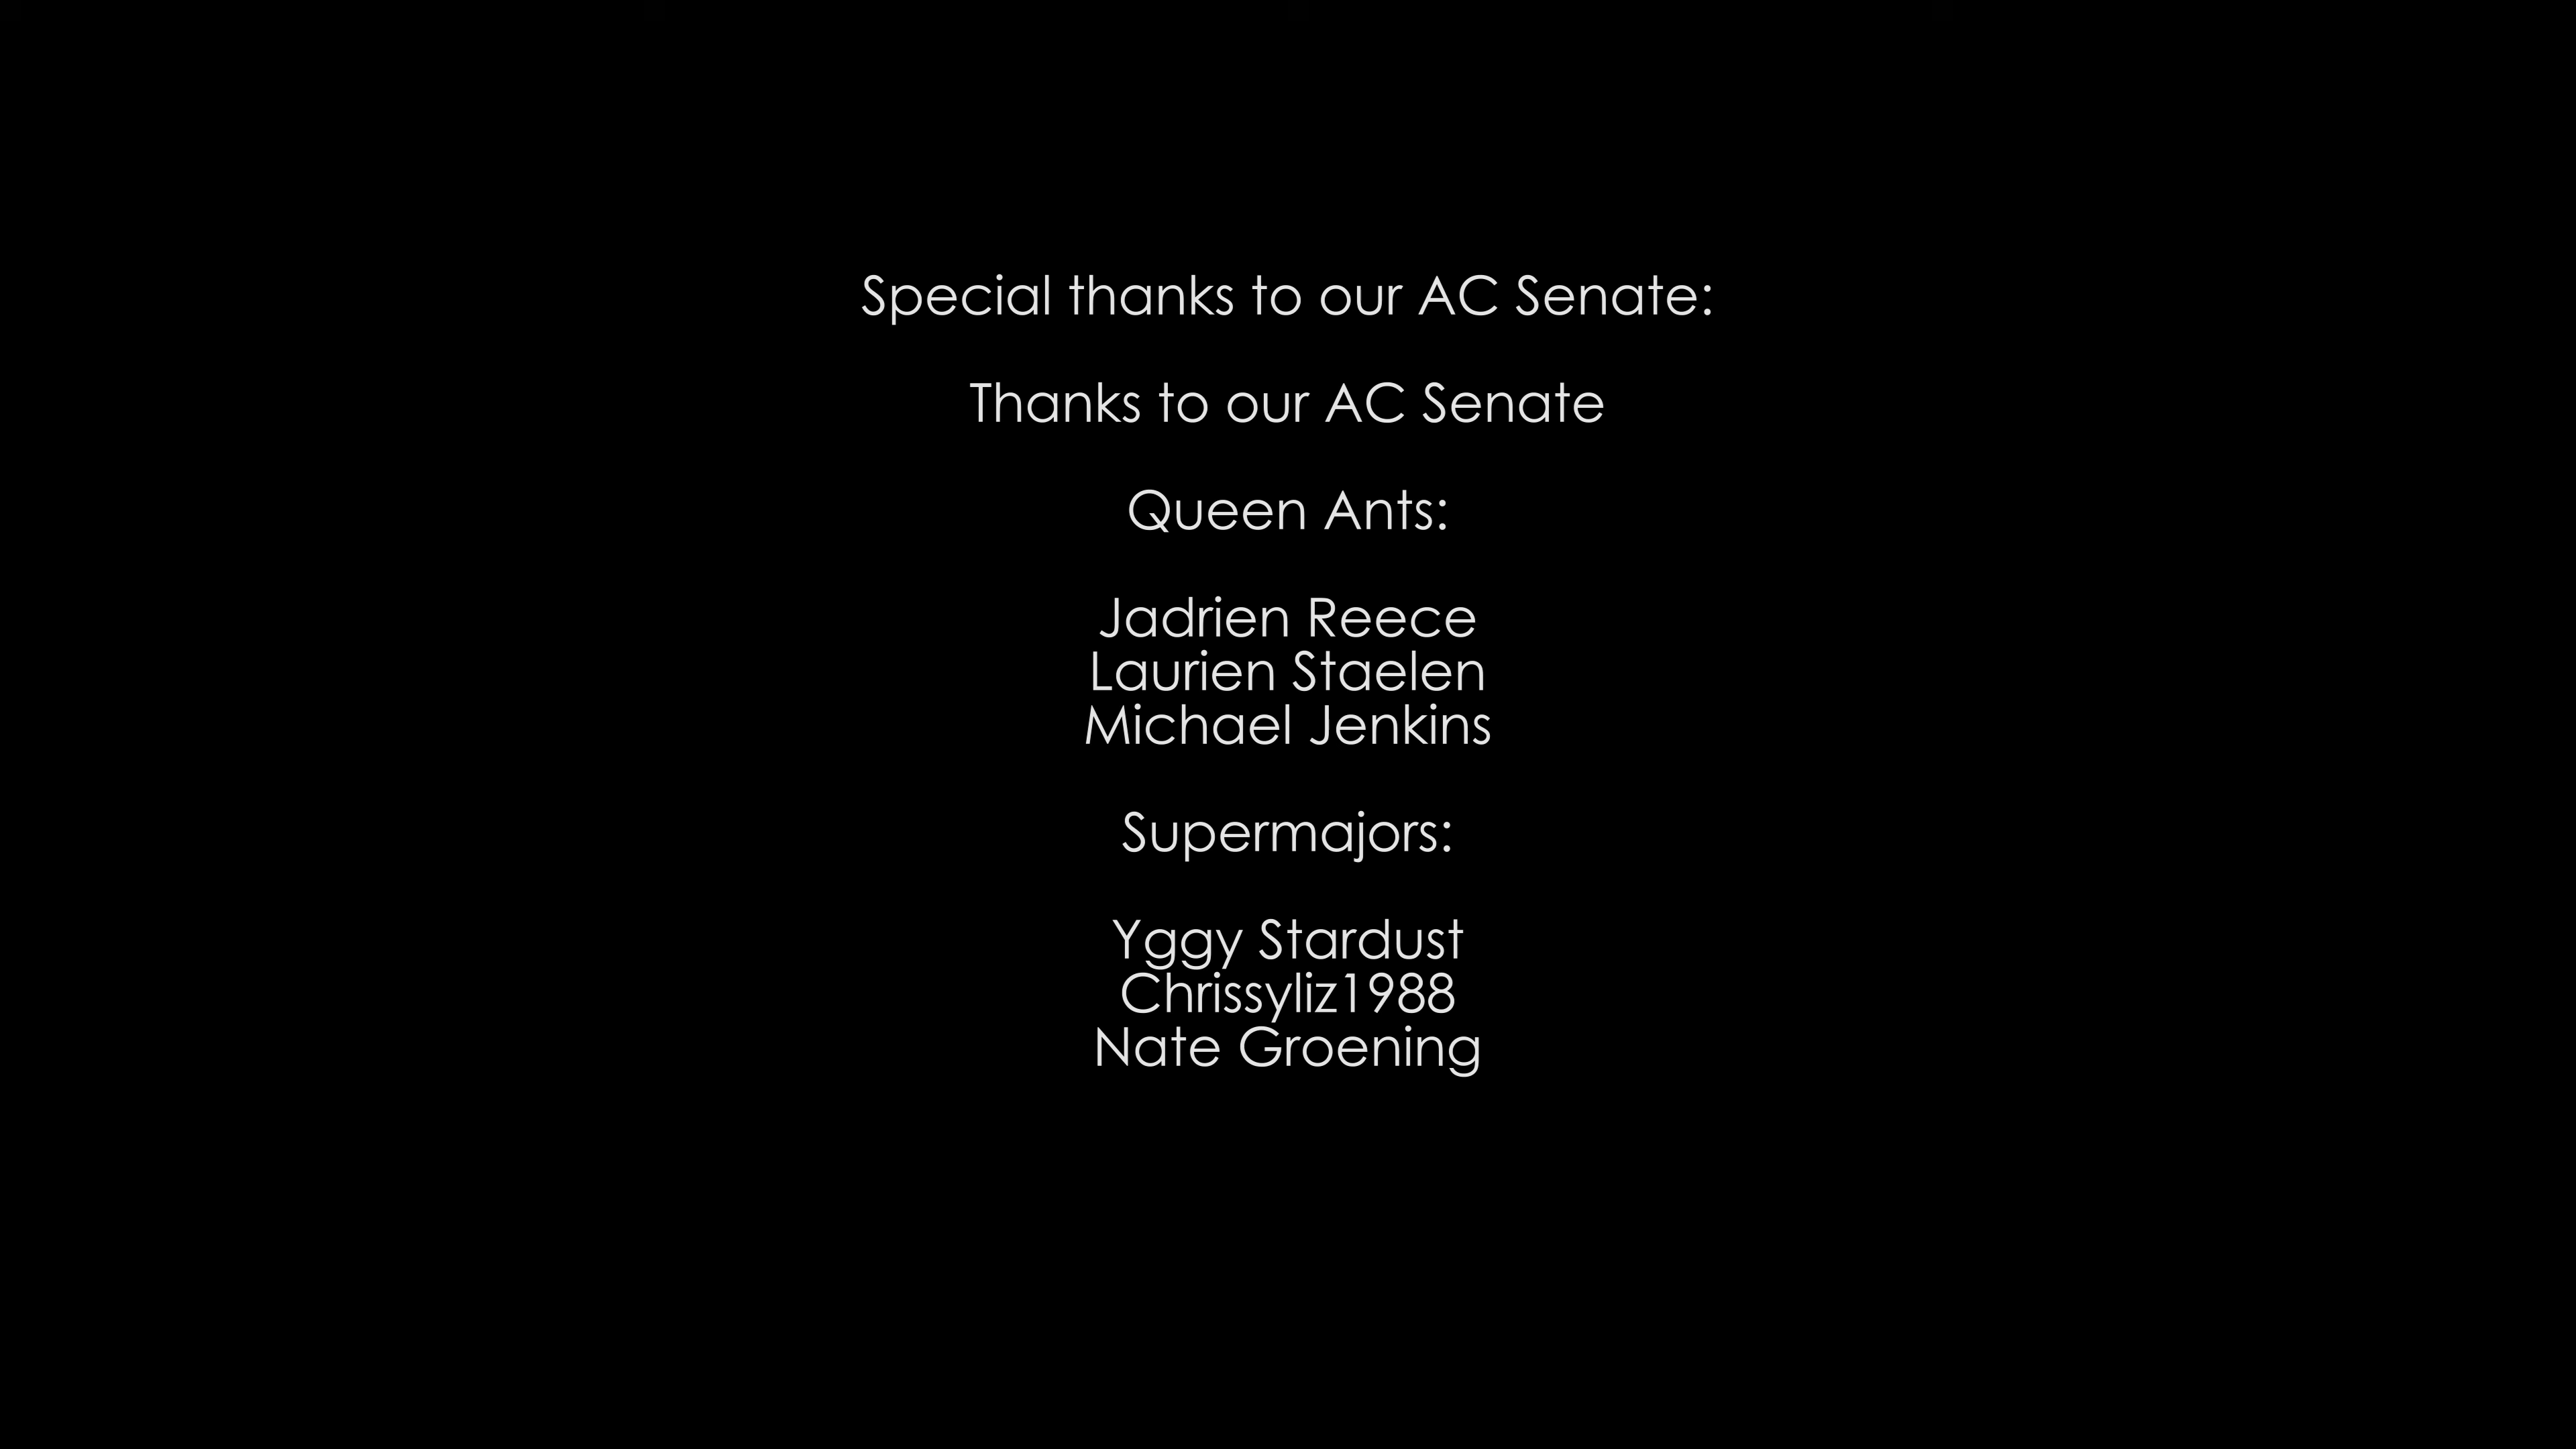 Special thanks to our AC Senate:
Thanks to our AC Senate
Queen Ants:
Jadrien Reece
Laurien Staelen
Michael Jenkins
Supermajors:
Yggy Stardust
Chrissyliz1988
Nate Groening